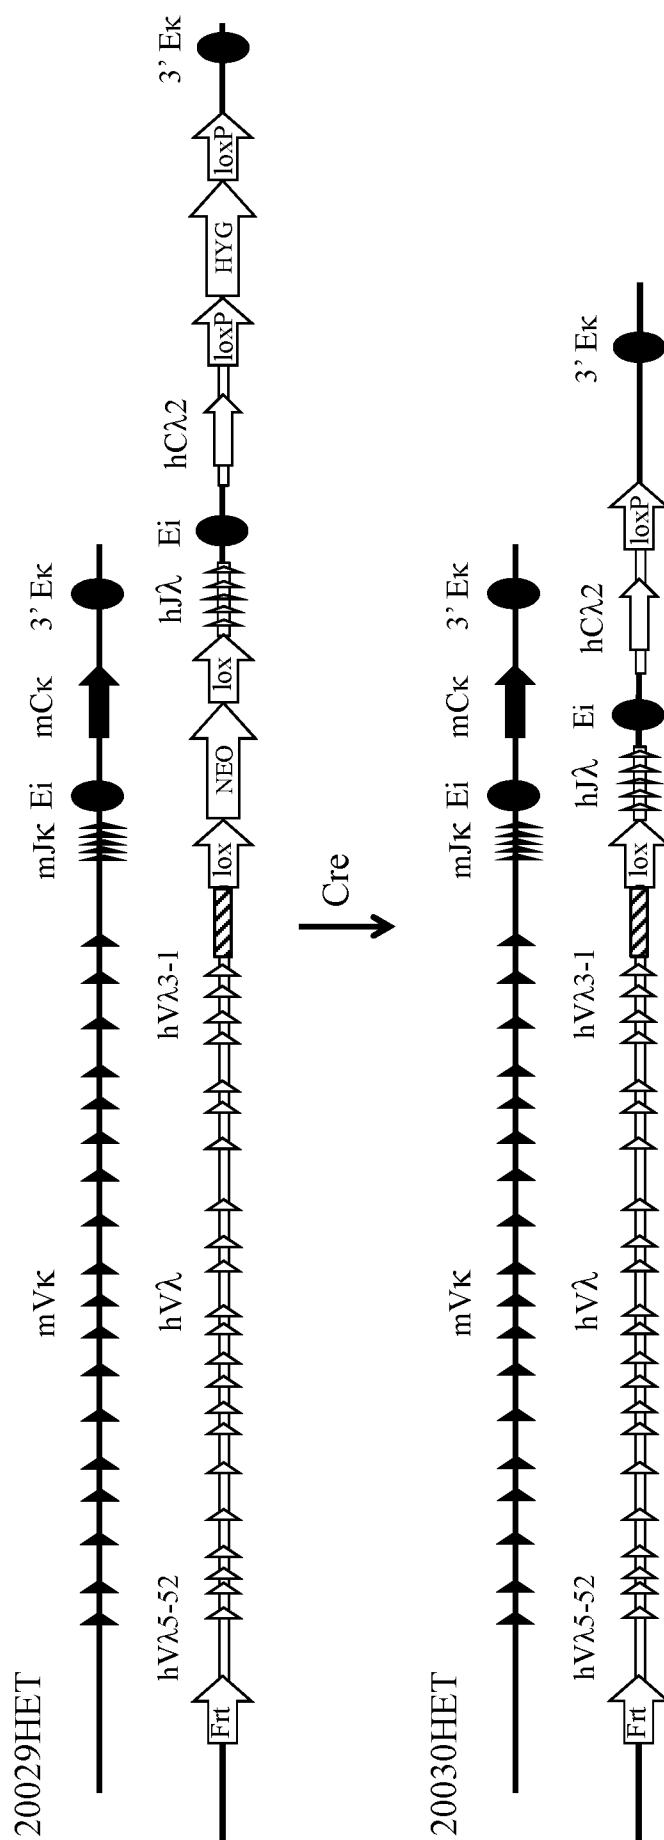 20029HET
mVκ mJκ Ei mCκ 3' Eκ
hVλ5-52 hVλ hVλ3-1 hJλ Ei hCλ2 3' Eκ
Frt lox NEO lox loxP HYG loxP
Cre
20030HET
mVκ mJκ Ei mCκ 3' Eκ
hVλ5-52 hVλ hVλ3-1 hJλ Ei hCλ2 3' Eκ
Frt lox loxP